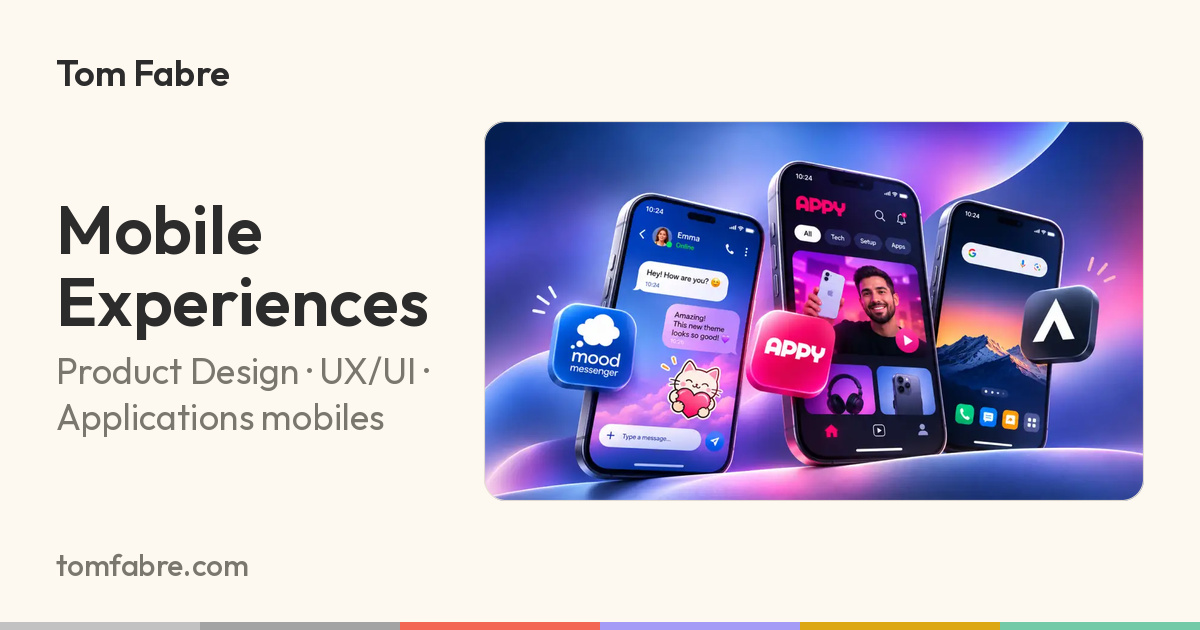 Tom Fabre
Mobile
Experiences
Product Design · UX/UI ·
Applications mobiles
tomfabre.com
10:24
Emma
Online
Hey! How are you? 😊
10:24
Amazing!
This new theme
looks so good! 💜
mood
messenger
Type a message...
10:24
APPY
All
Tech
Setup
Apps
APPY
10:24
G